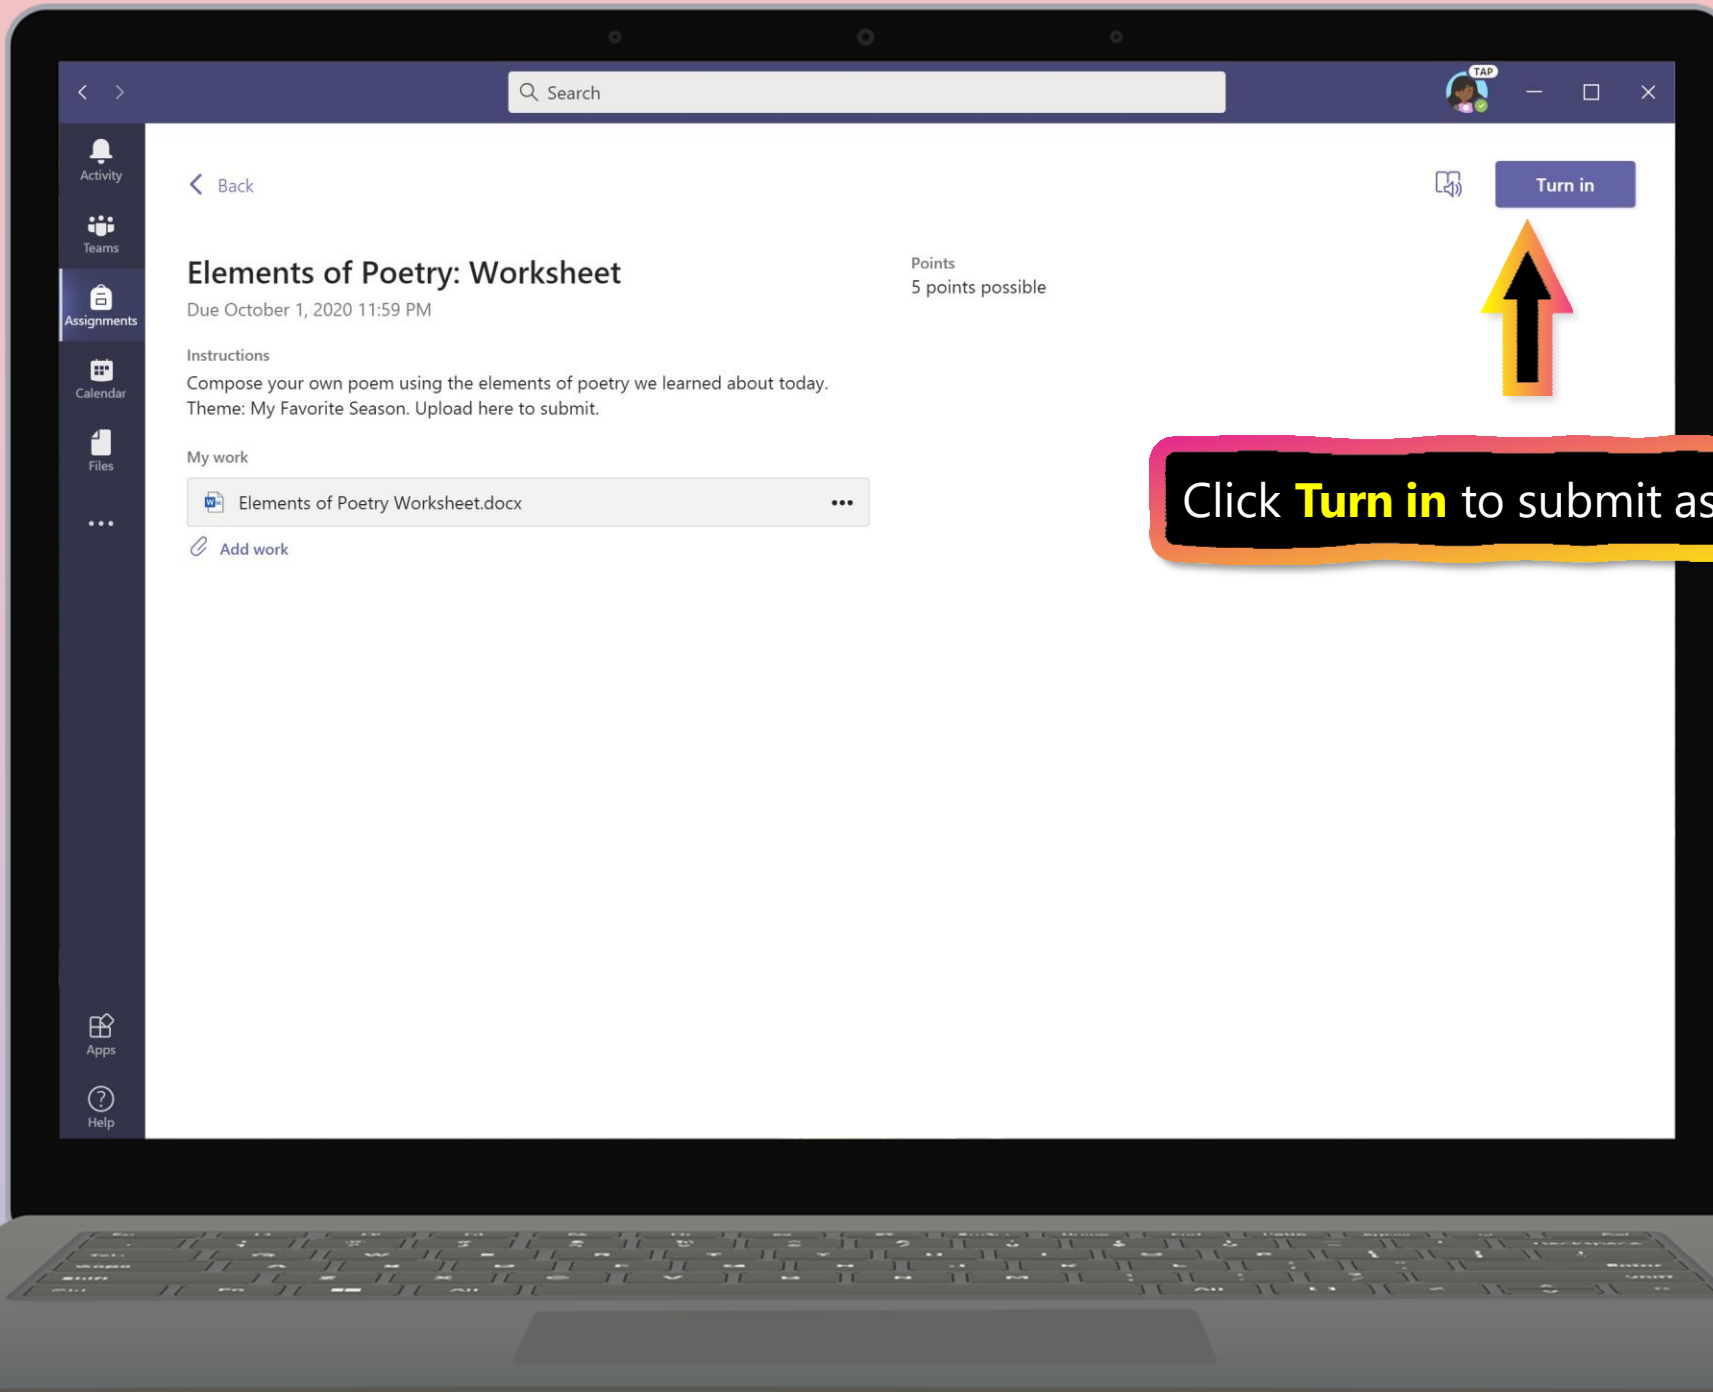 Search
TAP
Activity
Teams
Assignments
Calendar
Files
Apps
Help
Back
Turn in
Elements of Poetry: Worksheet
Due October 1, 2020 11:59 PM
Points
5 points possible
Instructions
Compose your own poem using the elements of poetry we learned about today.
Theme: My Favorite Season. Upload here to submit.
My work
Elements of Poetry Worksheet.docx
Add work
Click Turn in to submit as